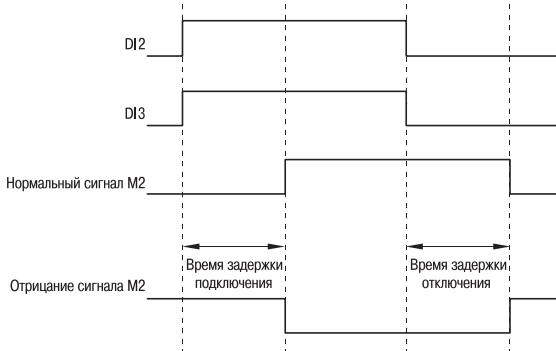 DI2
DI3
Нормальный сигнал M2
Время задержки
подключения
Время задержки
отключения
Отрицание сигнала M2